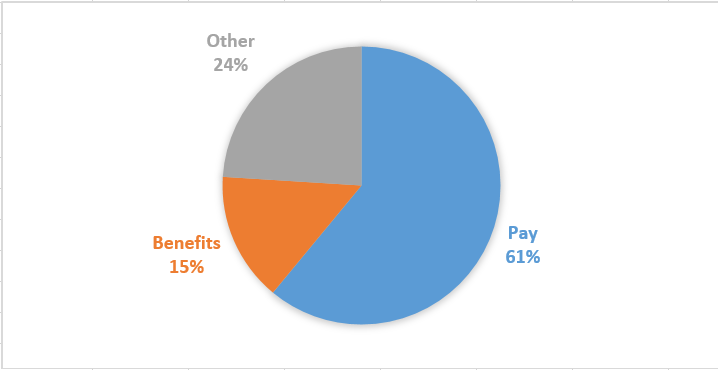 Other
24%
Pay
61%
Benefits
15%